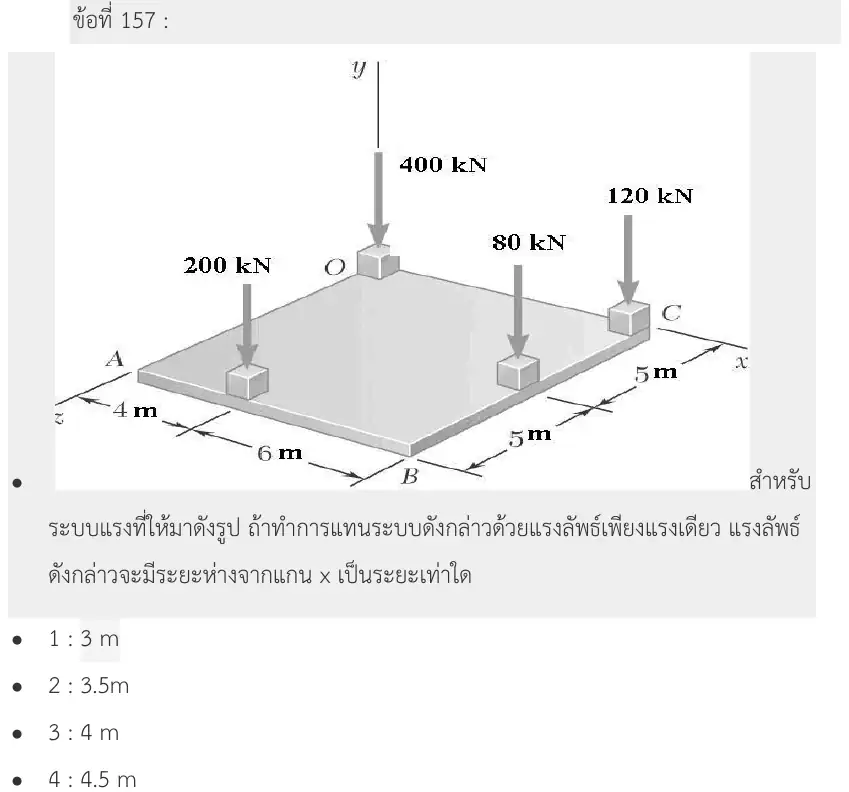 ข้อที่ 157 :
y
400 kN
120 kN
80 kN
200 kN
O
C
A
x
5 m
z
4 m
5 m
6 m
B
สำหรับ
ระบบแรงที่ให้มาดังรูป ถ้าทำการแทนระบบดังกล่าวด้วยแรงลัพธ์เพียงแรงเดียว แรงลัพธ์
ดังกล่าวจะมีระยะห่างจากแกน x เป็นระยะเท่าใด
1 : 3 m
2 : 3.5m
3 : 4 m
4 : 4.5 m